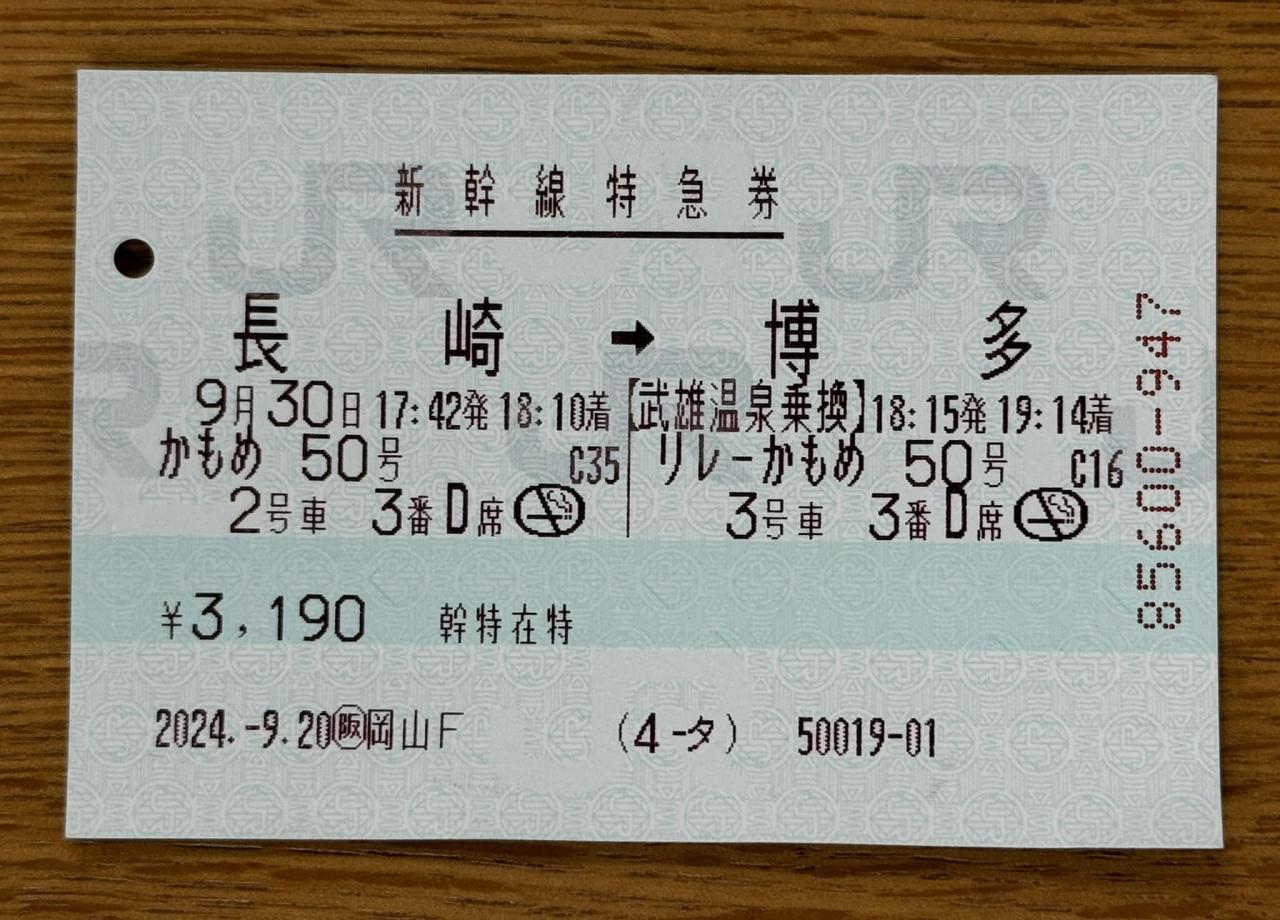 新幹線特急券
長崎 → 博多
9月30日 17:42発 18:10着 【武雄温泉乗換】 18:15発 19:14着
かもめ 50号 C35 リレーかもめ 50号 C16
2号車 3番D席 3号車 3番D席
¥3,190 幹特在特
2024.-9.20 ㊷岡山F (4-タ) 50019-01
85600-947
JR
JR